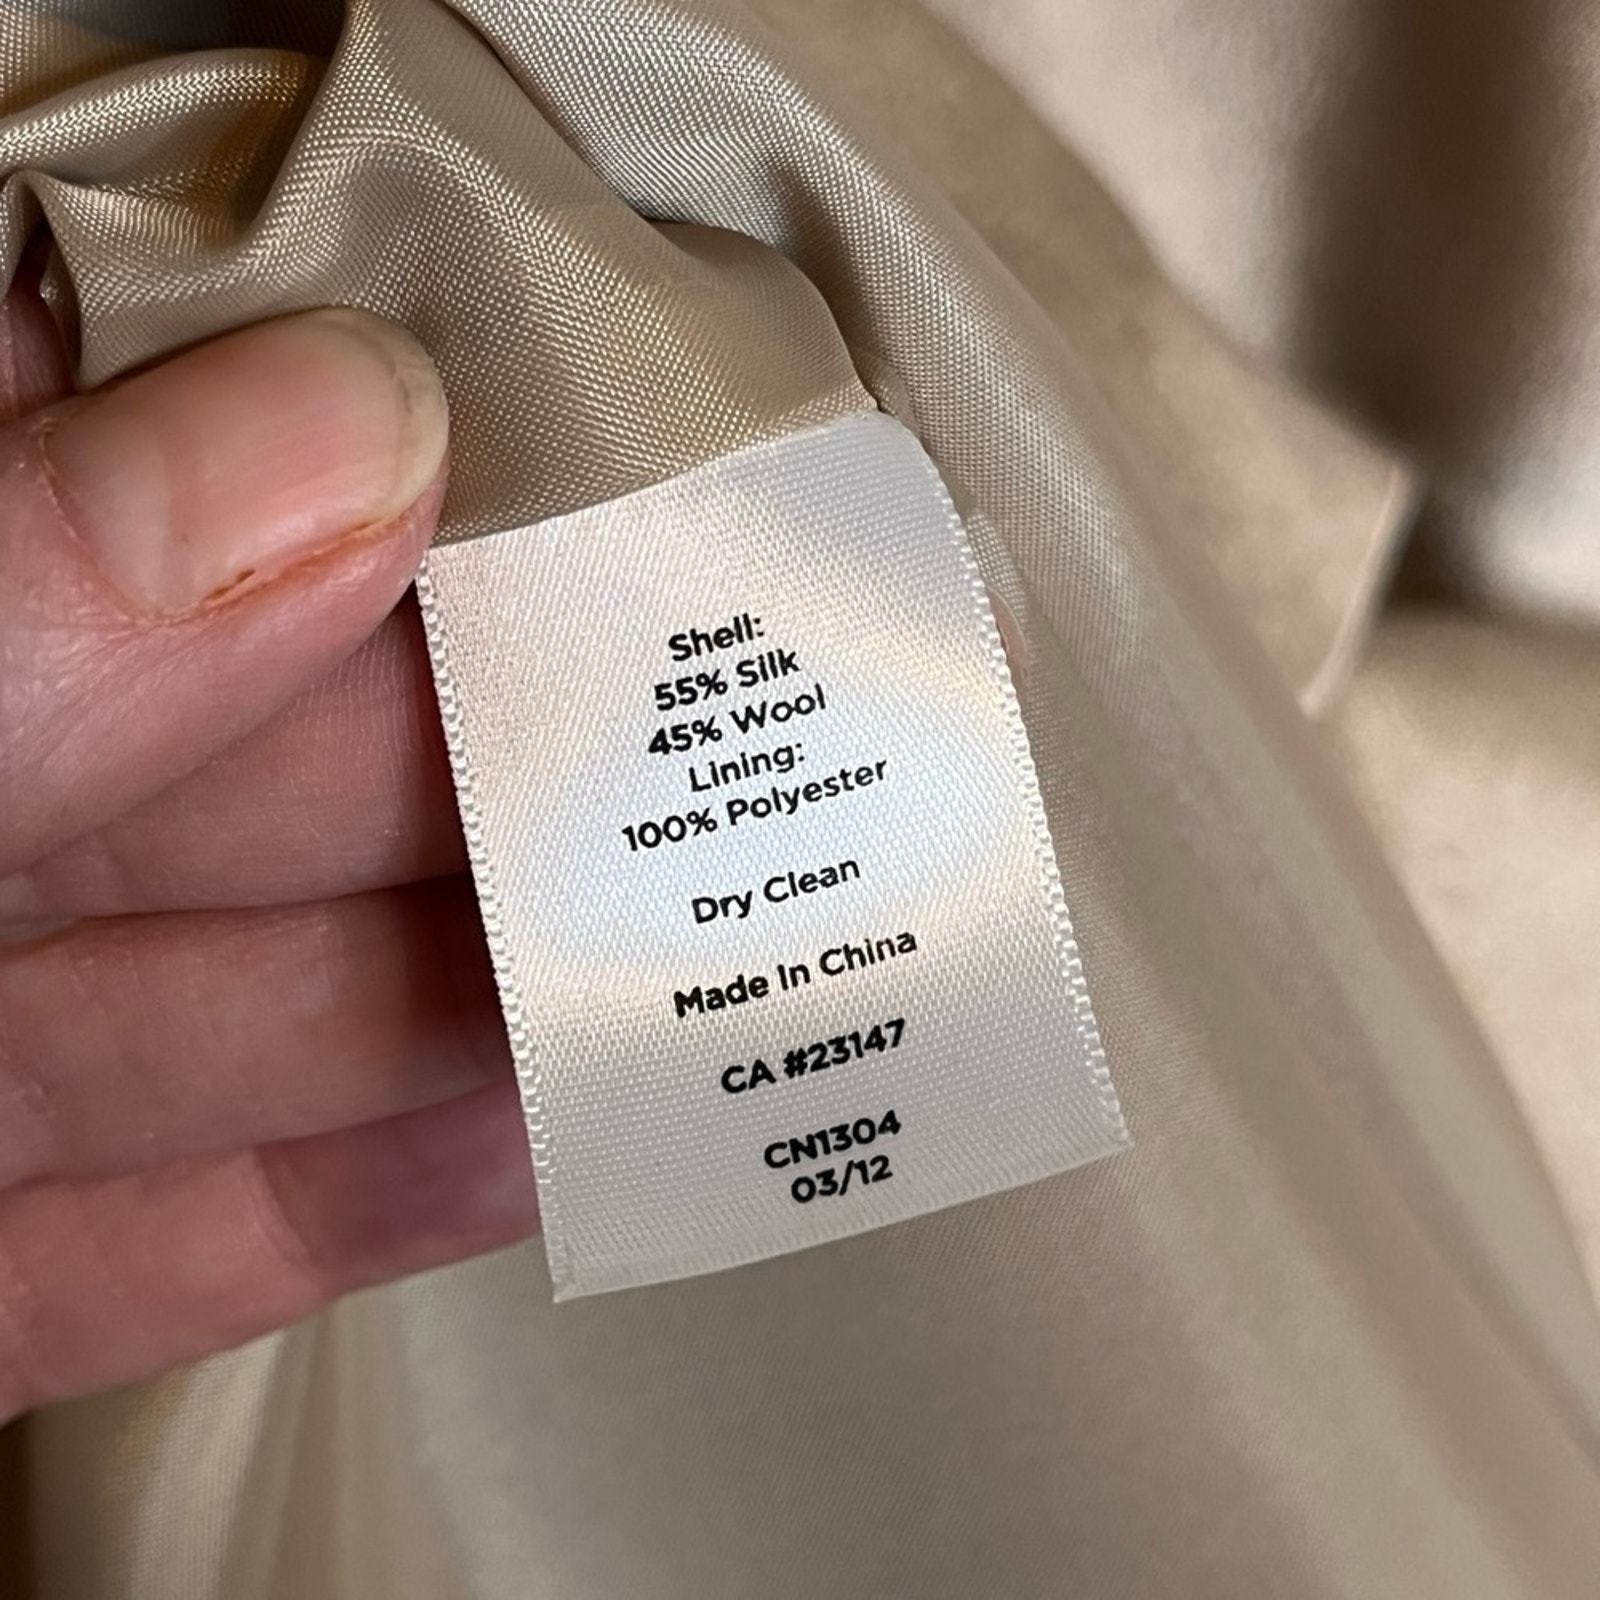 Shell:
55% Silk
45% Wool
Lining:
100% Polyester
Dry Clean
Made In China
CA #23147
CN1304
03/12